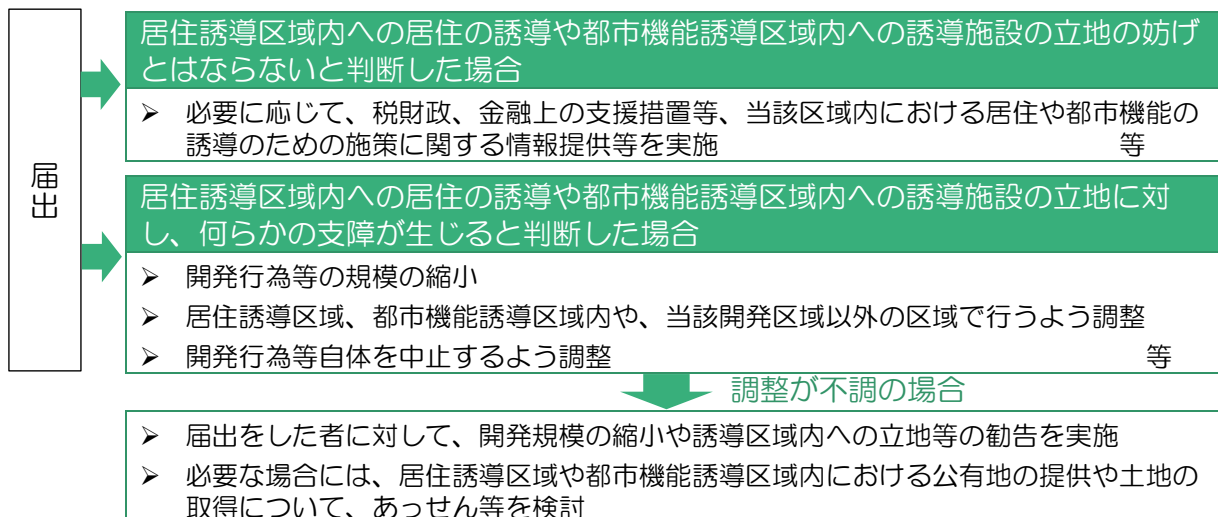 届出
居住誘導区域内への居住の誘導や都市機能誘導区域内への誘導施設の立地の妨げ
とはならないと判断した場合
➢ 必要に応じて、税財政、金融上の支援措置等、当該区域内における居住や都市機能の
誘導のための施策に関する情報提供等を実施 等
居住誘導区域内への居住の誘導や都市機能誘導区域内への誘導施設の立地に対
し、何らかの支障が生じると判断した場合
➢ 開発行為等の規模の縮小
➢ 居住誘導区域、都市機能誘導区域内や、当該開発区域以外の区域で行うよう調整
➢ 開発行為等自体を中止するよう調整 等
調整が不調の場合
➢ 届出をした者に対して、開発規模の縮小や誘導区域内への立地等の勧告を実施
➢ 必要な場合には、居住誘導区域や都市機能誘導区域内における公有地の提供や土地の
取得について、あっせん等を検討